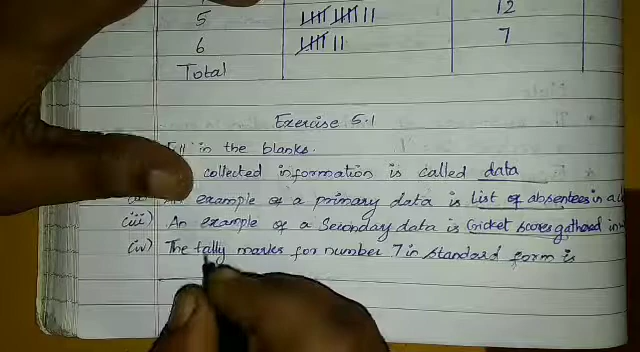 5 12
6 7
Total
Exercise 5.1
in the blanks.
collected information is called data
example of a primary data is List of absentees in a
(iii) An example of a Secondary data is Cricket scores gathered in
(iv) The tally marks for number 7 in standard form is